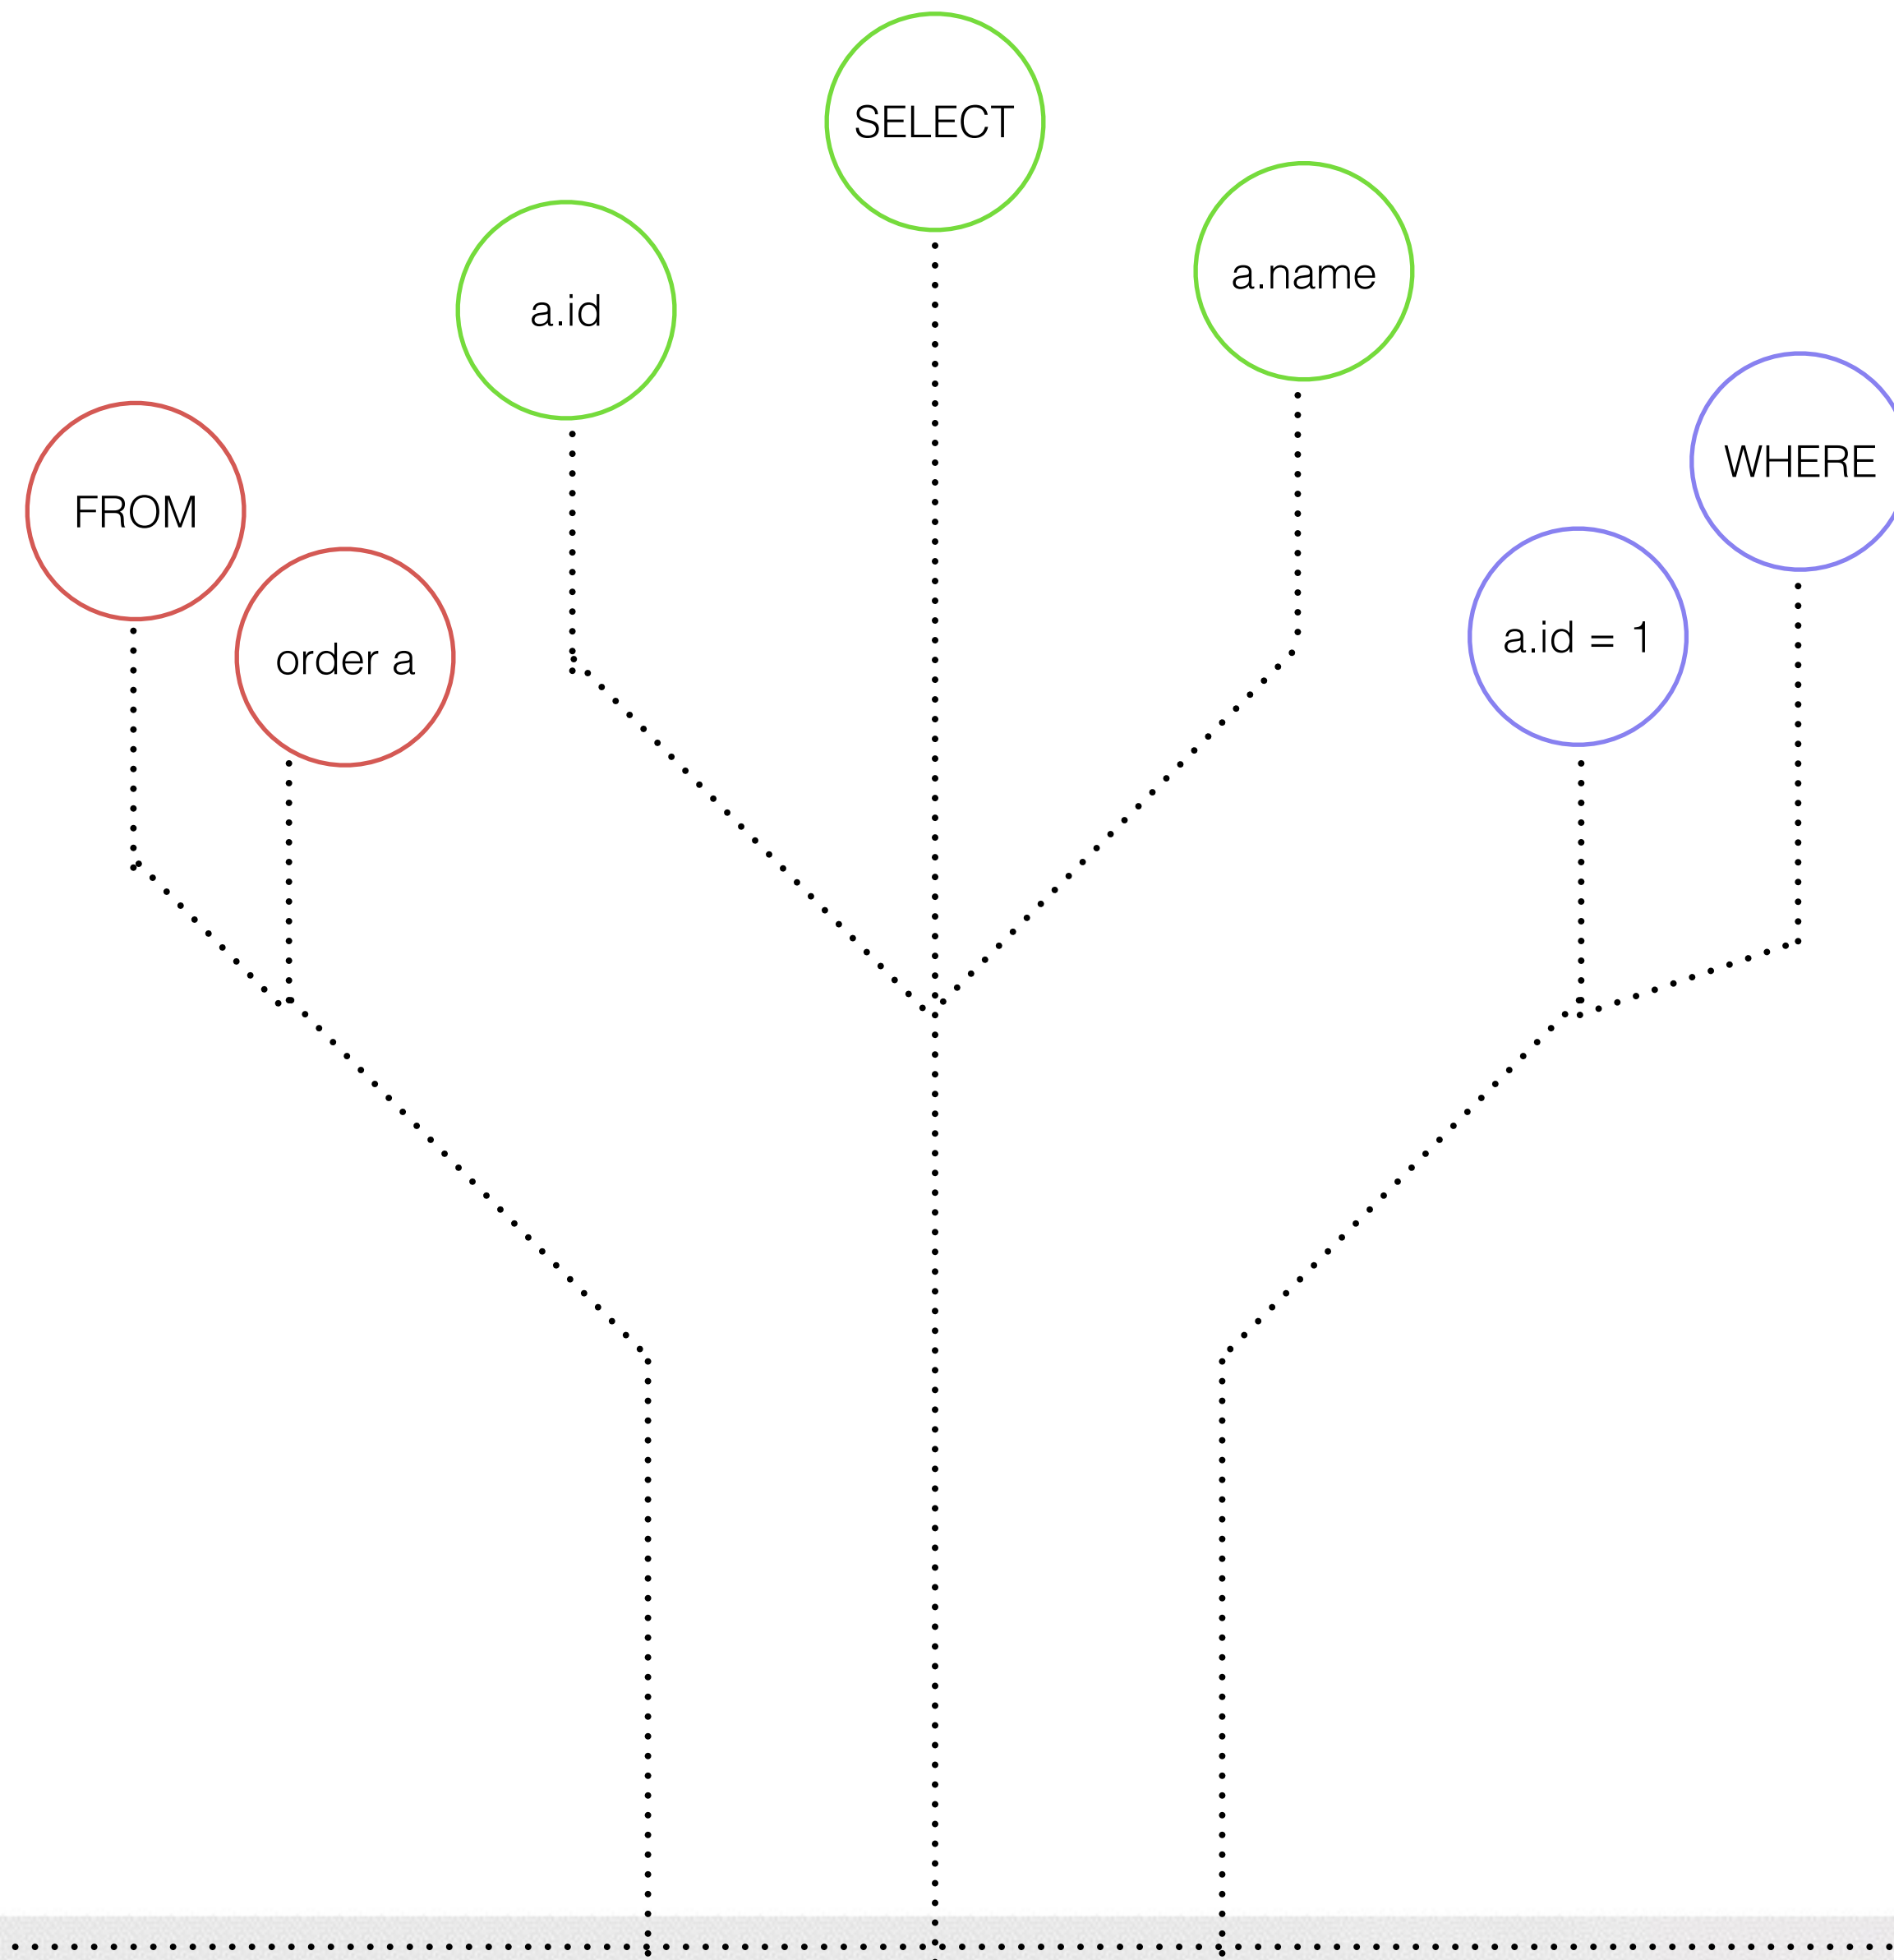 SELECT
a.name
a.id
WHERE
FROM
a.id = 1
order a